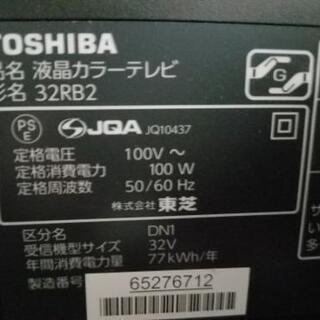 TOSHIBA
品名 液晶カラーテレビ
形名 32RB2
G
PS
E
JQA JQ10437
定格電圧 100V ～
定格消費電力 100 W
定格周波数 50/60 Hz
株式会社 東芝
区分名 DN1
受信機型サイズ 32V
年間消費電力量 77kWh/年
製造番号 65276712